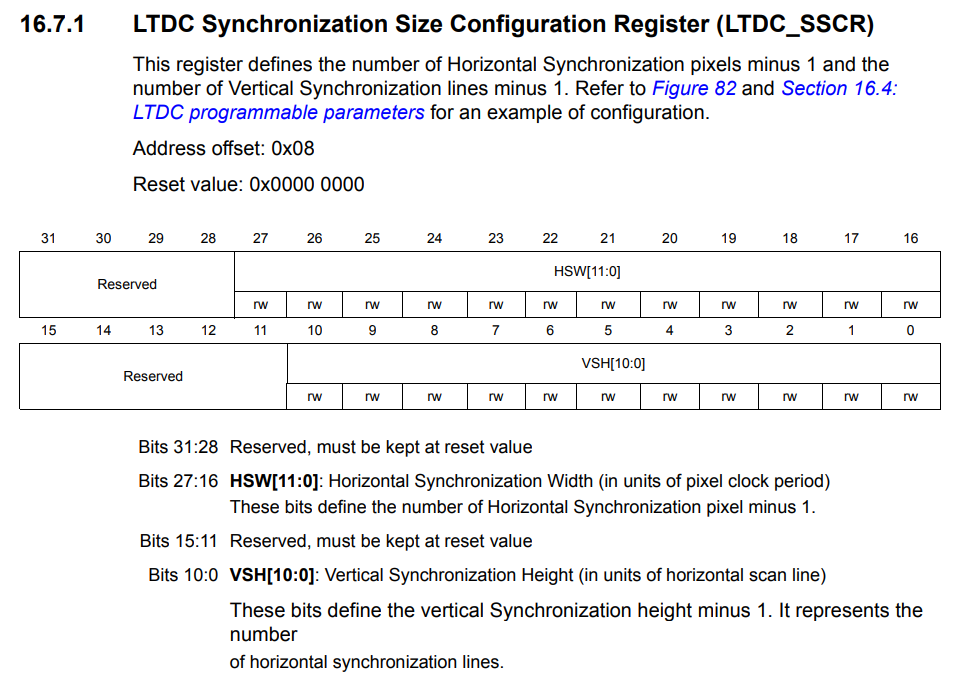 16.7.1 LTDC Synchronization Size Configuration Register (LTDC_SSCR)
This register defines the number of Horizontal Synchronization pixels minus 1 and the
number of Vertical Synchronization lines minus 1. Refer to Figure 82 and Section 16.4:
LTDC programmable parameters for an example of configuration.
Address offset: 0x08
Reset value: 0x0000 0000
31 30 29 28 27 26 25 24 23 22 21 20 19 18 17 16
Reserved HSW[11:0]
rw rw rw rw rw rw rw rw rw rw rw rw
15 14 13 12 11 10 9 8 7 6 5 4 3 2 1 0
Reserved VSH[10:0]
rw rw rw rw rw rw rw rw rw rw rw
Bits 31:28 Reserved, must be kept at reset value
Bits 27:16 HSW[11:0]: Horizontal Synchronization Width (in units of pixel clock period)
These bits define the number of Horizontal Synchronization pixel minus 1.
Bits 15:11 Reserved, must be kept at reset value
Bits 10:0 VSH[10:0]: Vertical Synchronization Height (in units of horizontal scan line)
These bits define the vertical Synchronization height minus 1. It represents the
number
of horizontal synchronization lines.